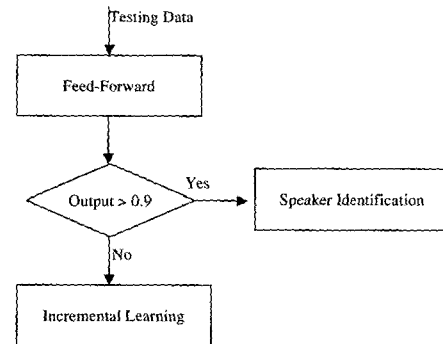 Testing Data
Feed-Forward
Output > 0.9
Yes
Speaker Identification
No
Incremental Learning